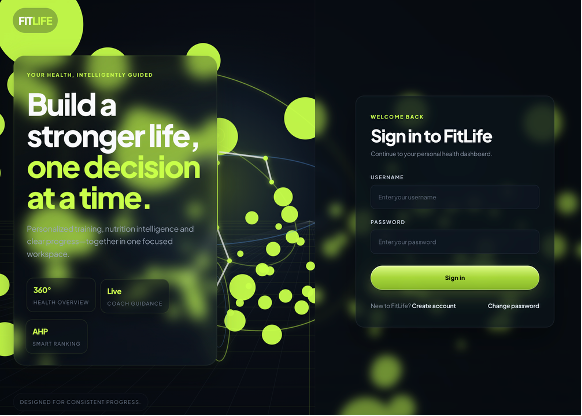 FITLIFE
YOUR HEALTH, INTELLIGENTLY GUIDED
Build a
stronger life,
one decision
at a time.
nutrition intelligence and
together in one focused
workspace.
360°
HEALTH OVERVIEW
Live
COACH GUIDANCE
AHP
SMART RANKING
DESIGNED FOR CONSISTENT PROGRESS.
WELCOME BACK
Sign in to FitLife
Continue to your personal health dashboard.
USERNAME
Enter your username
PASSWORD
Enter your password
Sign in
New to FitLife? Create account
Change password